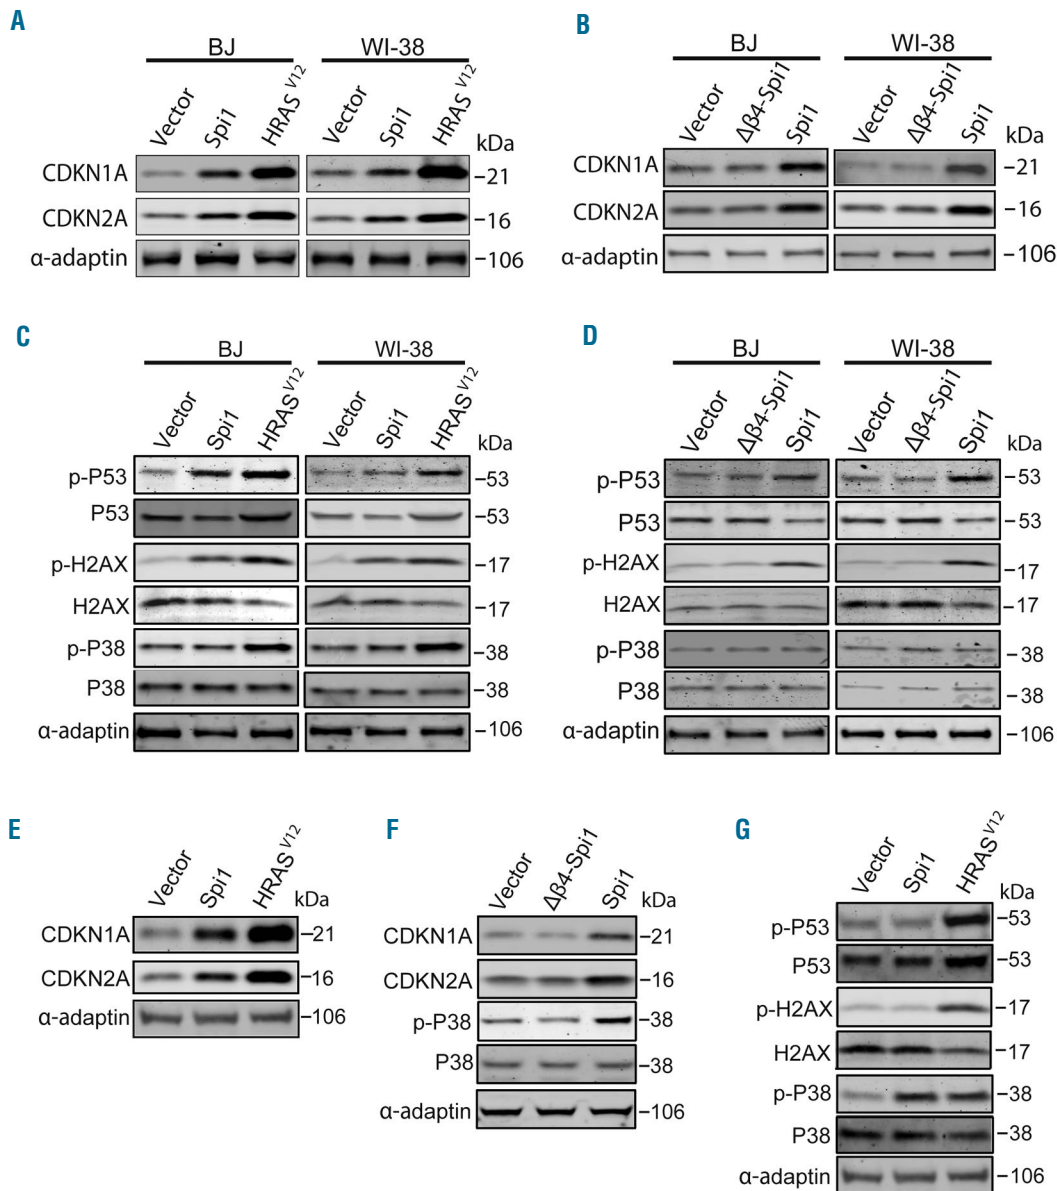 A
BJ WI-38
Vector Spi1 HRAS V12 Vector Spi1 HRAS V12 kDa
CDKN1A -21
CDKN2A -16
α-adaptin -106
B
BJ WI-38
Vector Δβ4-Spi1 Spi1 Vector Δβ4-Spi1 Spi1 kDa
CDKN1A -21
CDKN2A -16
α-adaptin -106
C
BJ WI-38
Vector Spi1 HRAS V12 Vector Spi1 HRAS V12 kDa
p-P53 -53
P53 -53
p-H2AX -17
H2AX -17
p-P38 -38
P38 -38
α-adaptin -106
D
BJ WI-38
Vector Δβ4-Spi1 Spi1 Vector Δβ4-Spi1 Spi1 kDa
p-P53 -53
P53 -53
p-H2AX -17
H2AX -17
p-P38 -38
P38 -38
α-adaptin -106
E
Vector Spi1 HRAS V12 kDa
CDKN1A -21
CDKN2A -16
α-adaptin -106
F
Vector Δβ4-Spi1 Spi1 kDa
CDKN1A -21
CDKN2A -16
p-P38 -38
P38 -38
α-adaptin -106
G
Vector Spi1 HRAS V12 kDa
p-P53 -53
P53 -53
p-H2AX -17
H2AX -17
p-P38 -38
P38 -38
α-adaptin -106